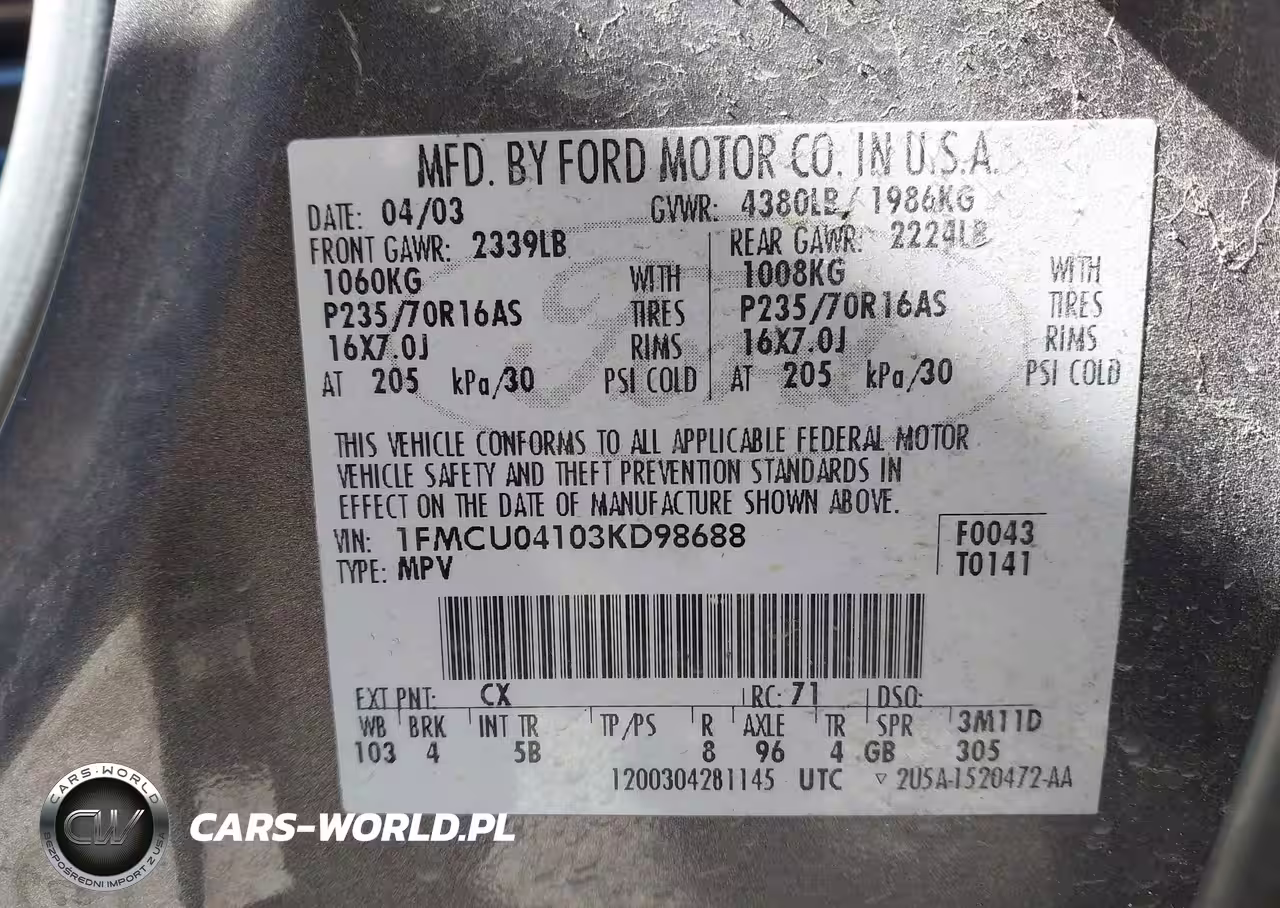 MFD. BY FORD MOTOR CO. IN U.S.A.
DATE: 04/03 GVWR: 4380LB/ 1986KG
FRONT GAWR: 2339LB REAR GAWR: 2224LB
1060KG WITH 1008KG WITH
P235/70R16AS TIRES P235/70R16AS TIRES
16X7.0J RIMS 16X7.0J RIMS
AT 205 kPa/30 PSI COLD AT 205 kPa/30 PSI COLD
THIS VEHICLE CONFORMS TO ALL APPLICABLE FEDERAL MOTOR
VEHICLE SAFETY AND THEFT PREVENTION STANDARDS IN
EFFECT ON THE DATE OF MANUFACTURE SHOWN ABOVE.
VIN: 1FMCU04103KD98688 F0043
TYPE: MPV T0141
EXT PNT: CX RC: 71 DSO:
WB BRK INT TR TP/PS R AXLE TR SPR 3M11D
103 4 5B 8 96 4 GB 305
1200304281145 UTC ▽ 2U5A-1520472-AA
CARS-WORLD
CW
BEZPOŚREDNI IMPORT Z USA
CARS-WORLD.PL